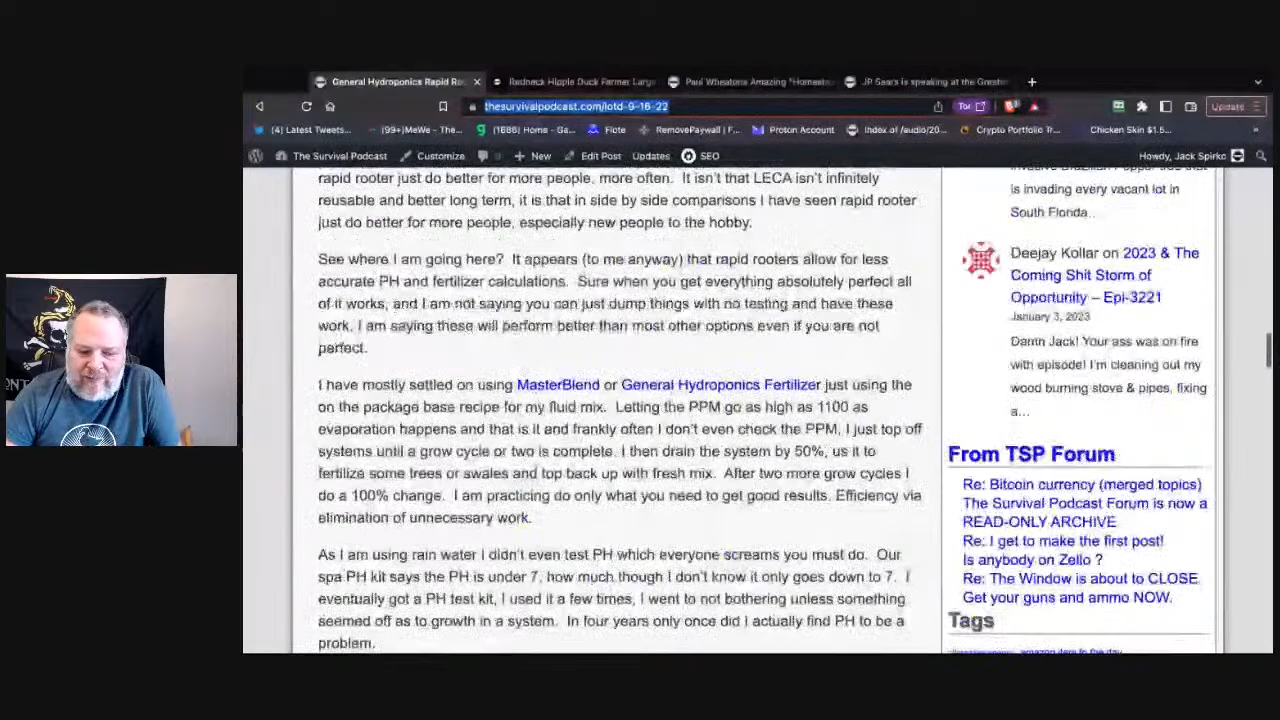 General Hydroponics Rapid Ro
Redneck Hippie Duck Farmer Larg
Paul Wheatons Amazing "Homeste
JP Sears is speaking at the Greate
thesurvivalpodcast.com/iotd-9-16-22
Tor
Update
(4) Latest Tweets...
(99+)MeWe - The...
(1686) Home - Ga...
Flote
RemovePaywall | F...
Proton Account
Index of /audio/20...
Crypto Portfolio Tr...
Chicken Skin $1.5...
The Survival Podcast
Customize
New
Edit Post
Updates
SEO
Howdy, Jack Spirko
rapid rooter just do better for more people, more often. It isn't that LECA isn't infinitely
reusable and better long term, it is that in side by side comparisons I have seen rapid rooter
just do better for more people, especially new people to the hobby.
See where I am going here? It appears (to me anyway) that rapid rooters allow for less
accurate PH and fertilizer calculations. Sure when you get everything absolutely perfect all
of it works, and I am not saying you can just dump things with no testing and have these
work, I am saying these will perform better than most other options even if you are not
perfect.
I have mostly settled on using MasterBlend or General Hydroponics Fertilizer just using the
on the package base recipe for my fluid mix. Letting the PPM go as high as 1100 as
evaporation happens and that is it and frankly often I don't even check the PPM, I just top off
systems until a grow cycle or two is complete. I then drain the system by 50%, us it to
fertilize some trees or swales and top back up with fresh mix. After two more grow cycles I
do a 100% change. I am practicing do only what you need to get good results. Efficiency via
elimination of unnecessary work.
As I am using rain water I didn't even test PH which everyone screams you must do. Our
spa PH kit says the PH is under 7, how much though I don't know it only goes down to 7. I
eventually got a PH test kit, I used it a few times, I went to not bothering unless something
seemed off as to growth in a system. In four years only once did I actually find PH to be a
problem.
is invading every vacant lot in
South Florida..
Deejay Kollar on 2023 & The
Coming Shit Storm of
Opportunity – Epi-3221
January 3, 2023
Damn Jack! Your ass was on fire
with episode! I'm cleaning out my
wood burning stove & pipes, fixing
a...
From TSP Forum
Re: Bitcoin currency (merged topics)
The Survival Podcast Forum is now a
READ-ONLY ARCHIVE
Re: I get to make the first post!
Is anybody on Zello ?
Re: The Window is about to CLOSE.
Get your guns and ammo NOW.
Tags